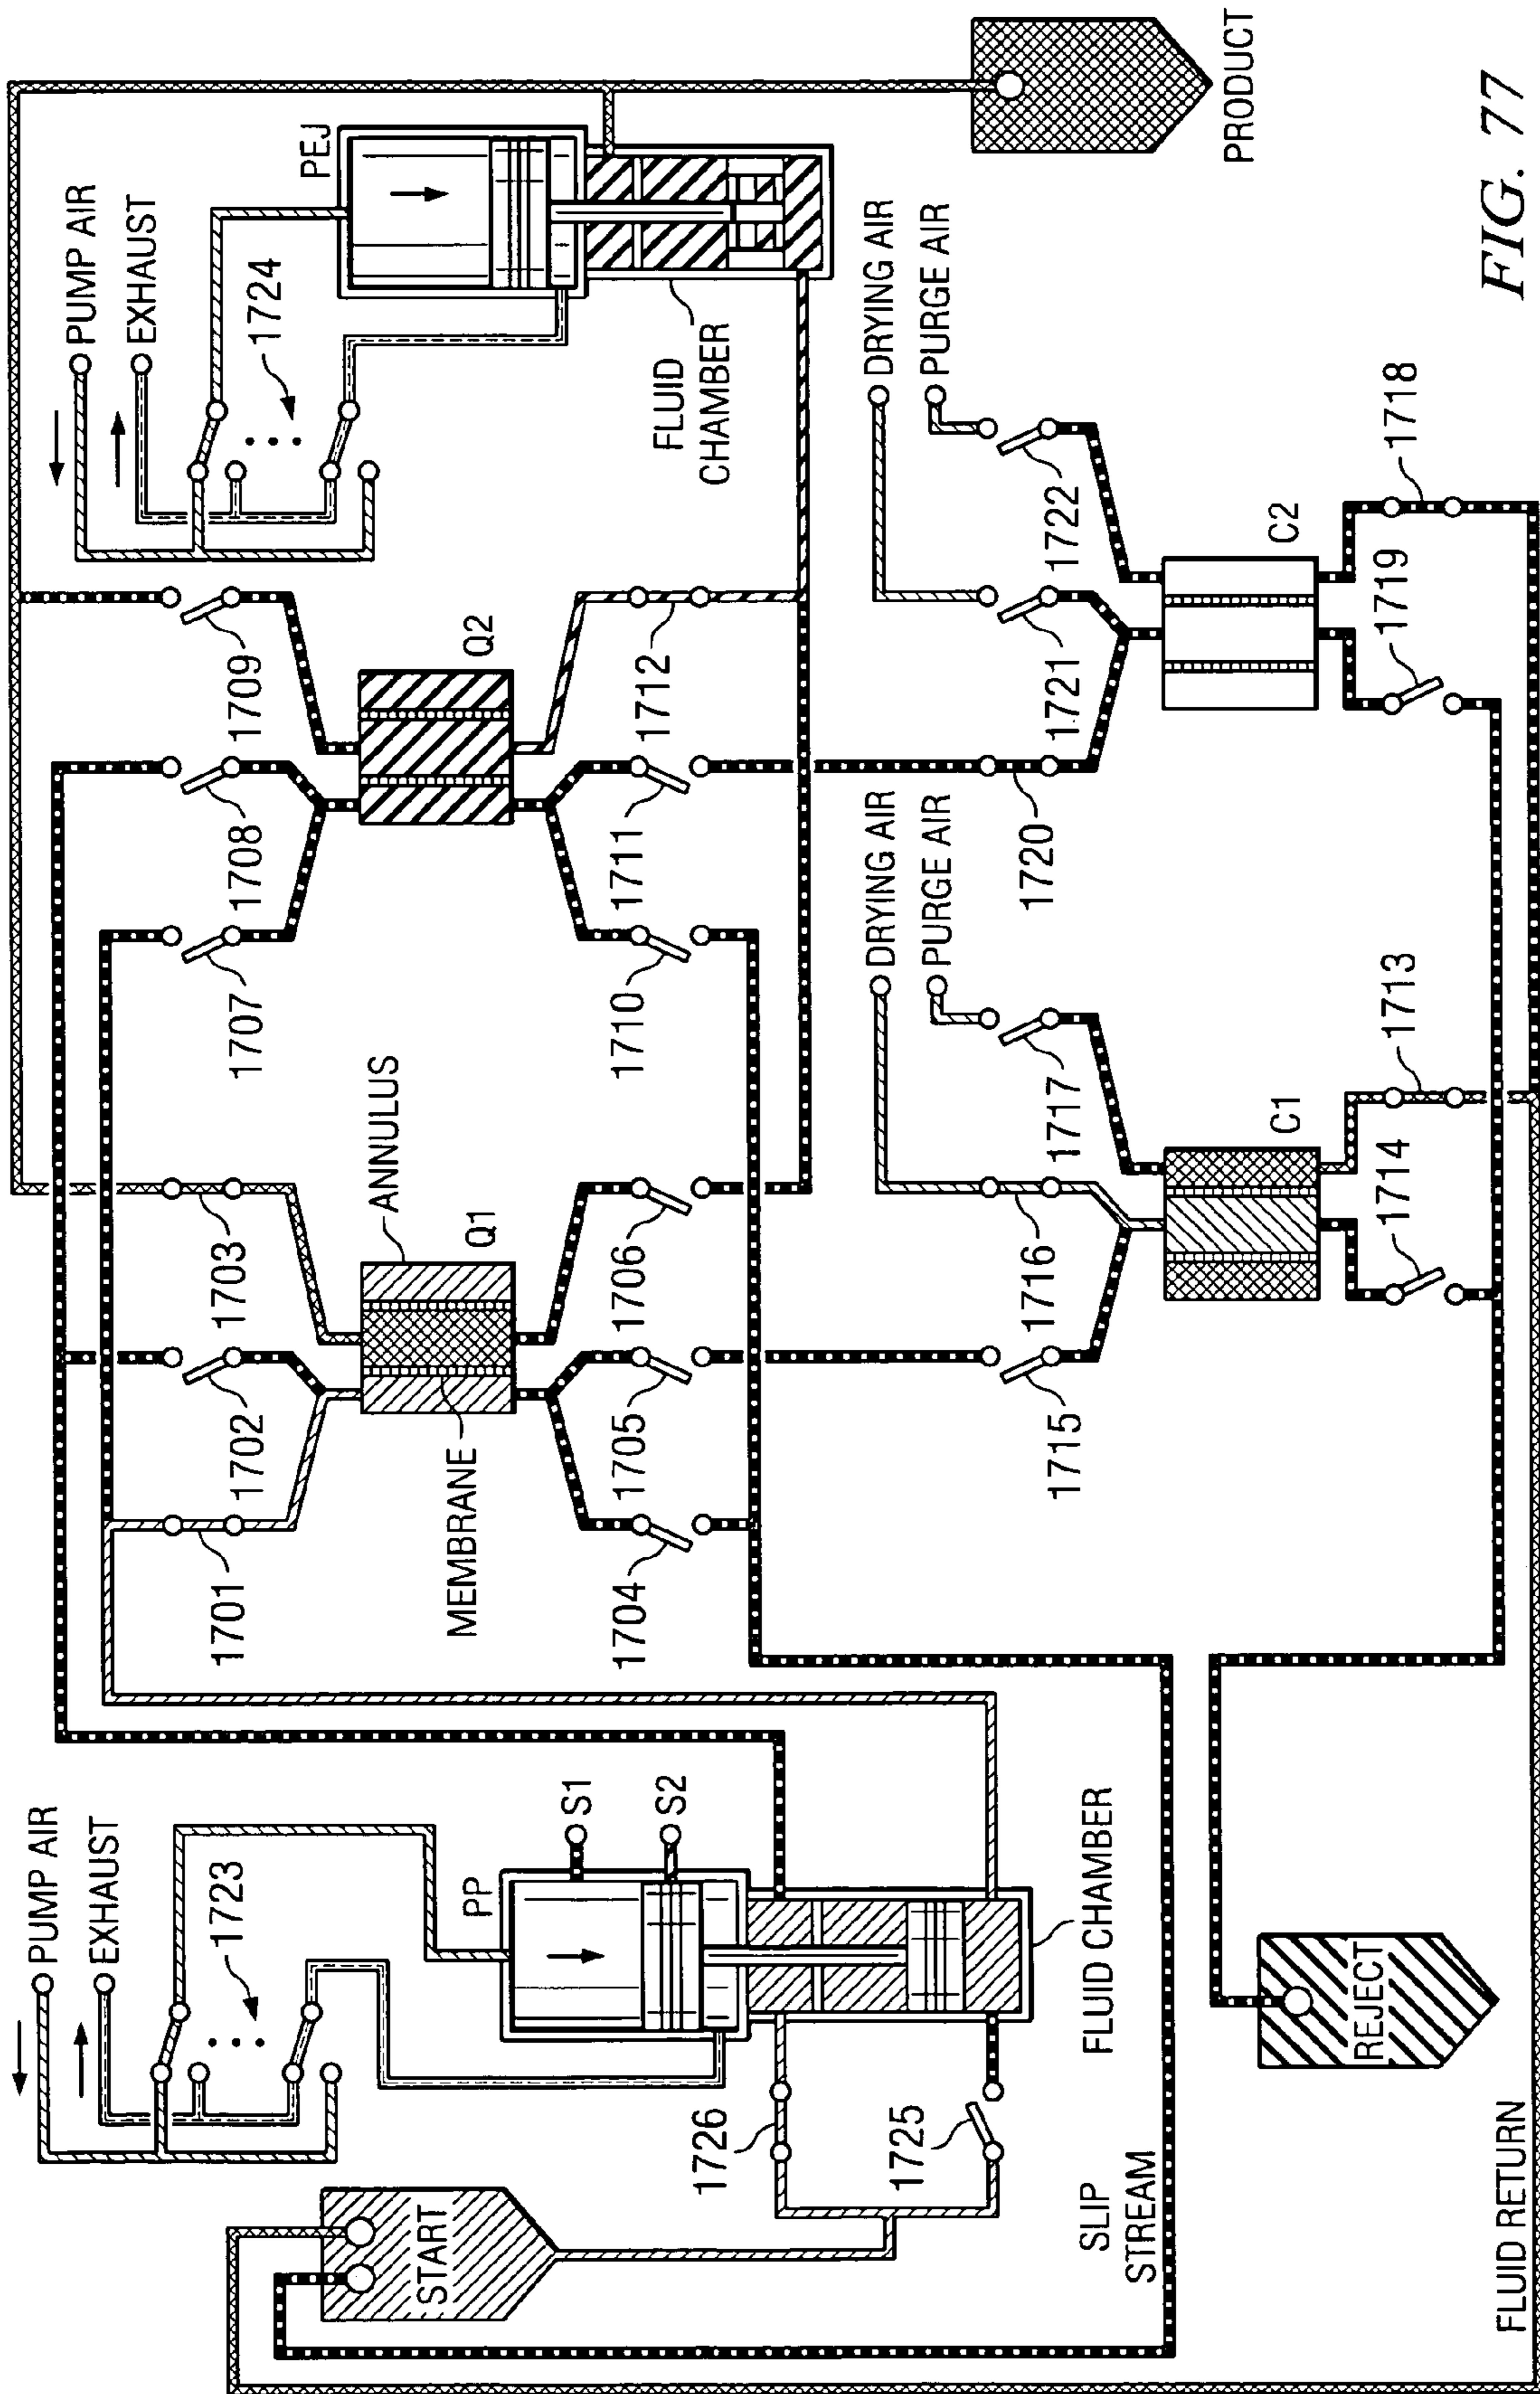 PUMP AIR
EXHAUST
1723
PP
S1
S2
START
1726
1725
FLUID CHAMBER
SLIP
STREAM
REJECT
FLUID RETURN
1701
1702
1703
ANNULUS
MEMBRANE
Q1
1704
1705
1706
1707
1708
1709
Q2
1710
1711
1712
PUMP AIR
EXHAUST
1724
PEJ
FLUID
CHAMBER
DRYING AIR
PURGE AIR
1715
1716
1717
C1
1714
1713
DRYING AIR
PURGE AIR
1720
1721
1722
C2
1719
1718
PRODUCT
FIG. 77